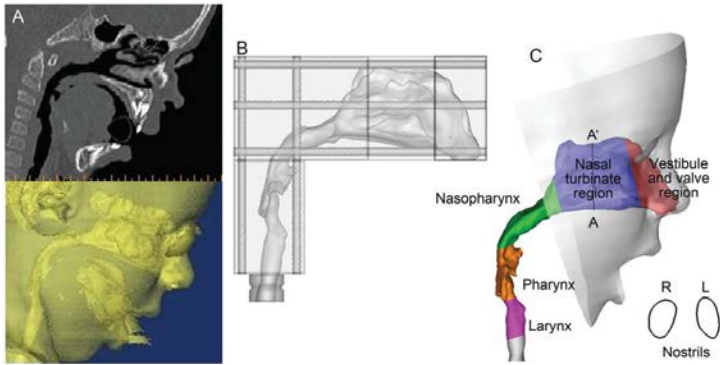 A
B
C
A'
Nasal
turbinate
region
Vestibule
and valve
region
Nasopharynx
A
Pharynx
R L
Larynx
Nostrils